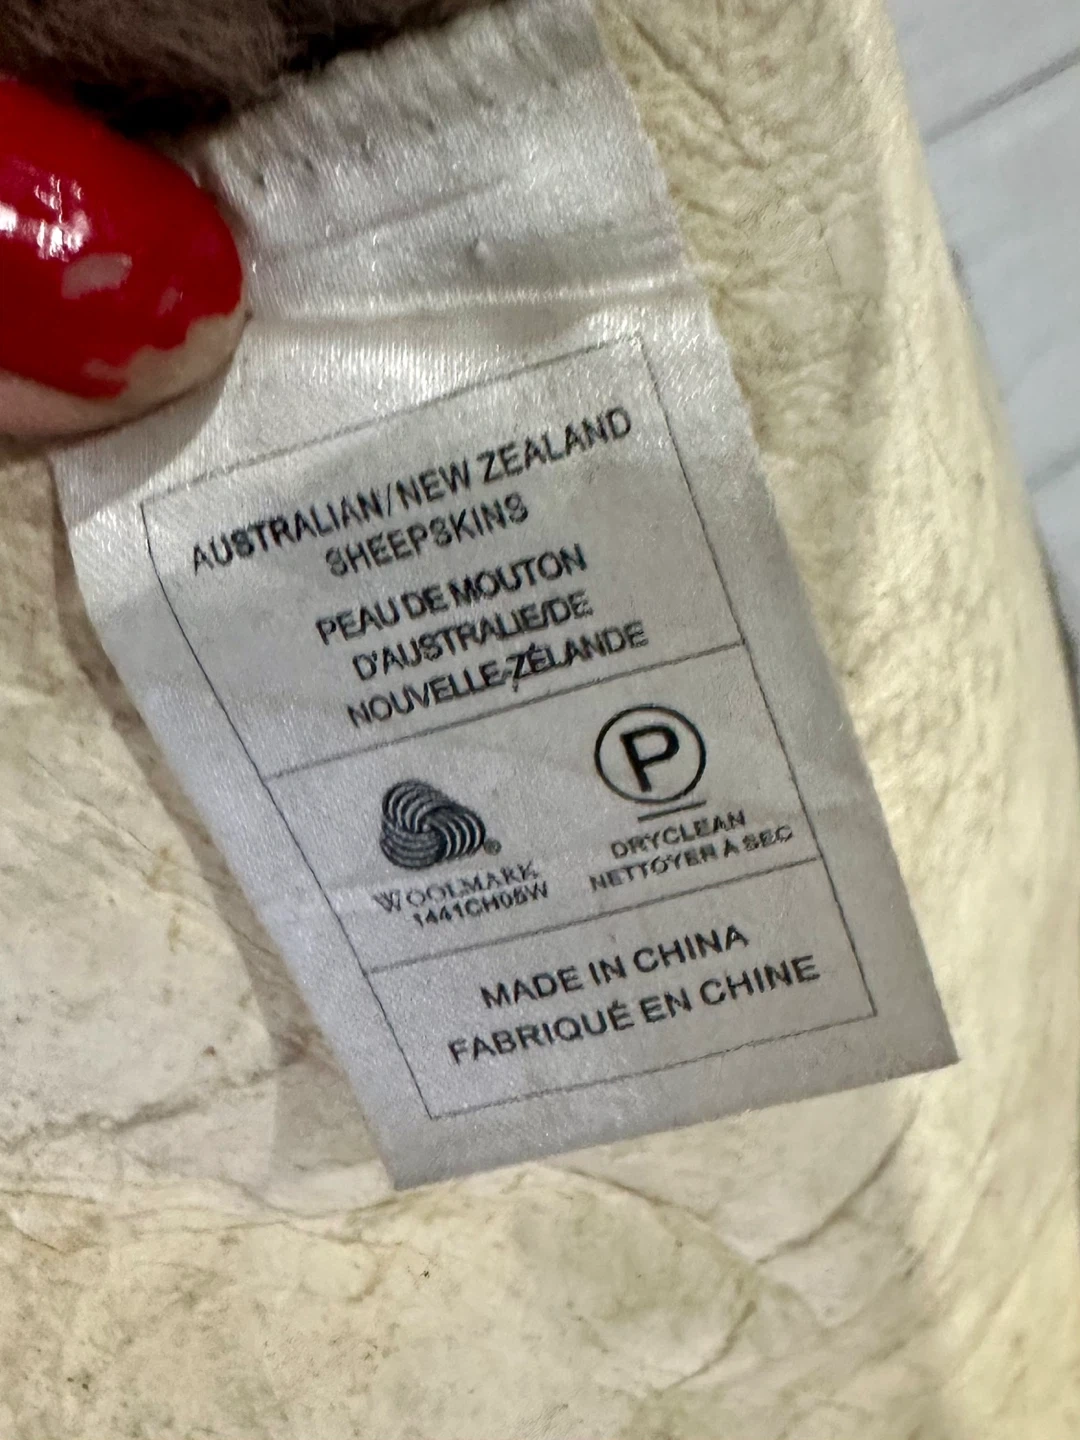 AUSTRALIAN/NEW ZEALAND
SHEEPSKINS
PEAU DE MOUTON
D'AUSTRALIE/DE
NOUVELLE-ZÉLANDE
P
DRYCLEAN
NETTOYER À SEC
WOOLMARK
1441CH05W
MADE IN CHINA
FABRIQUÉ EN CHINE